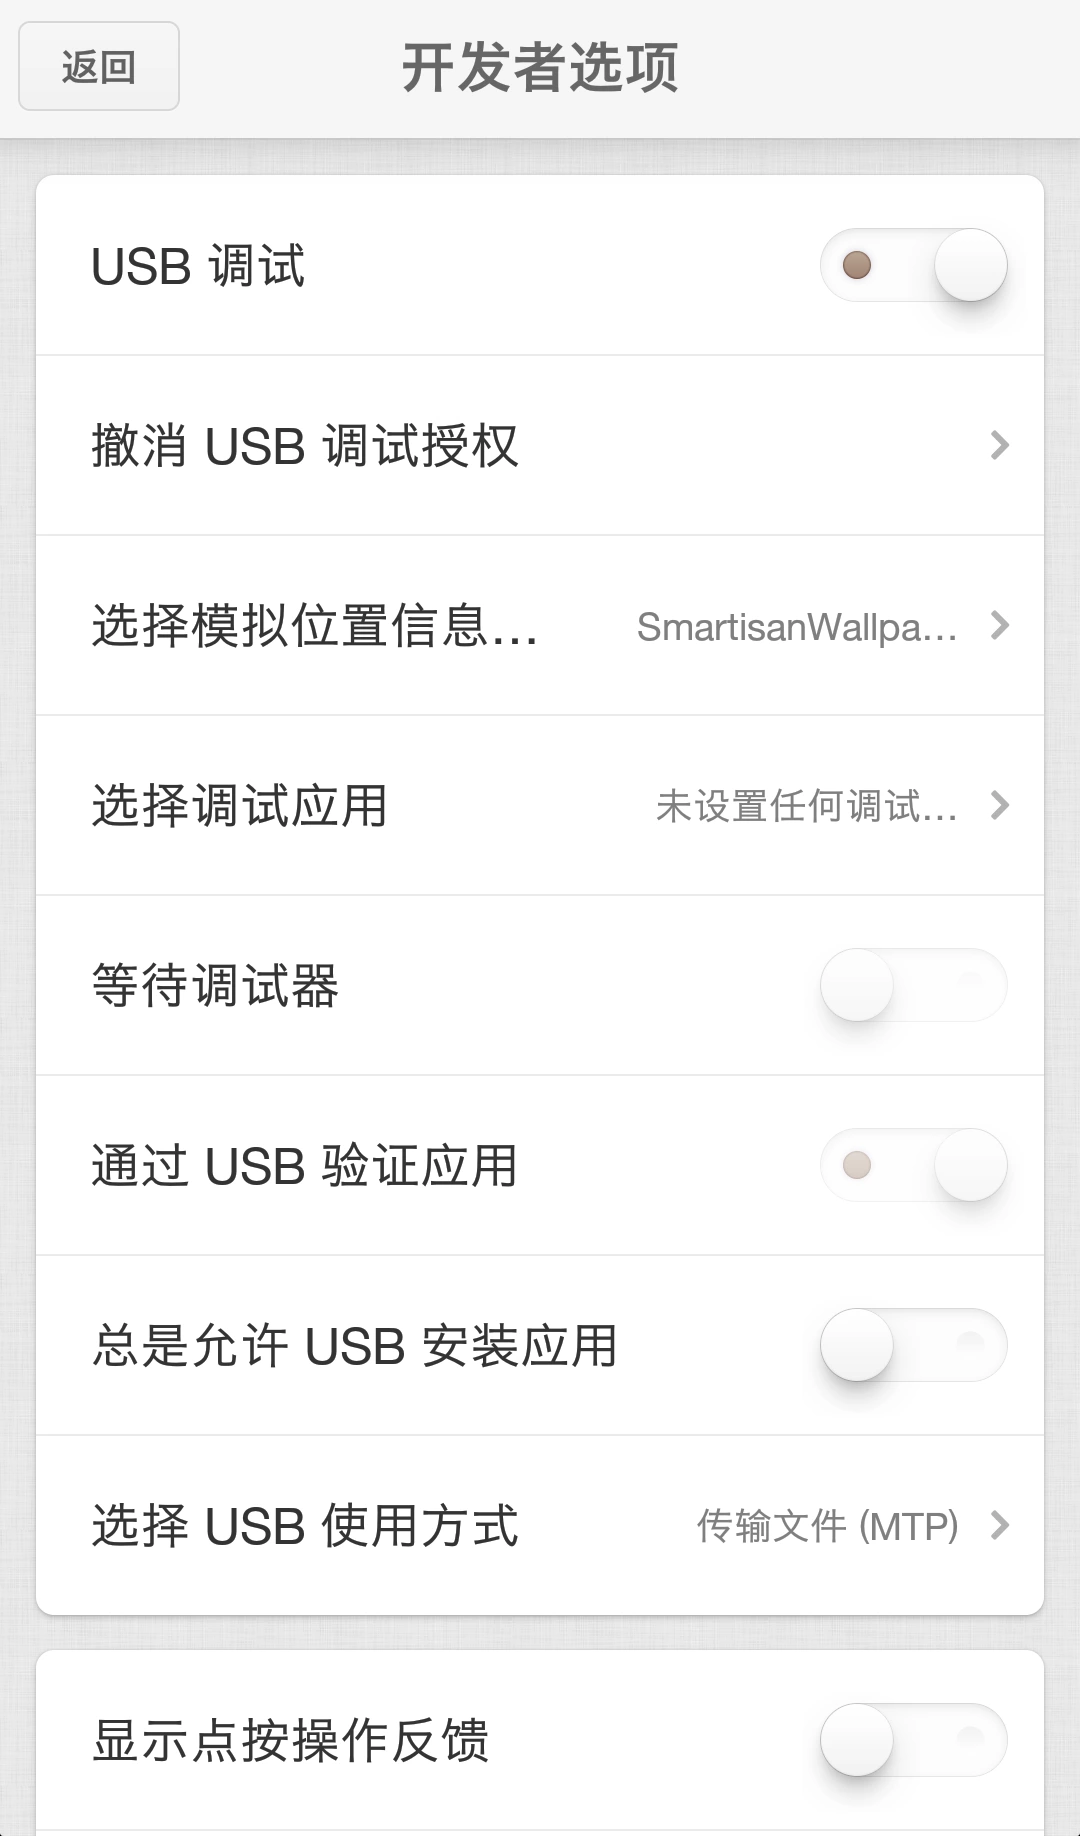 返回
开发者选项
USB 调试
撤消 USB 调试授权
选择模拟位置信息...
SmartisanWallpa...
选择调试应用
未设置任何调试...
等待调试器
通过 USB 验证应用
总是允许 USB 安装应用
选择 USB 使用方式
传输文件 (MTP)
显示点按操作反馈